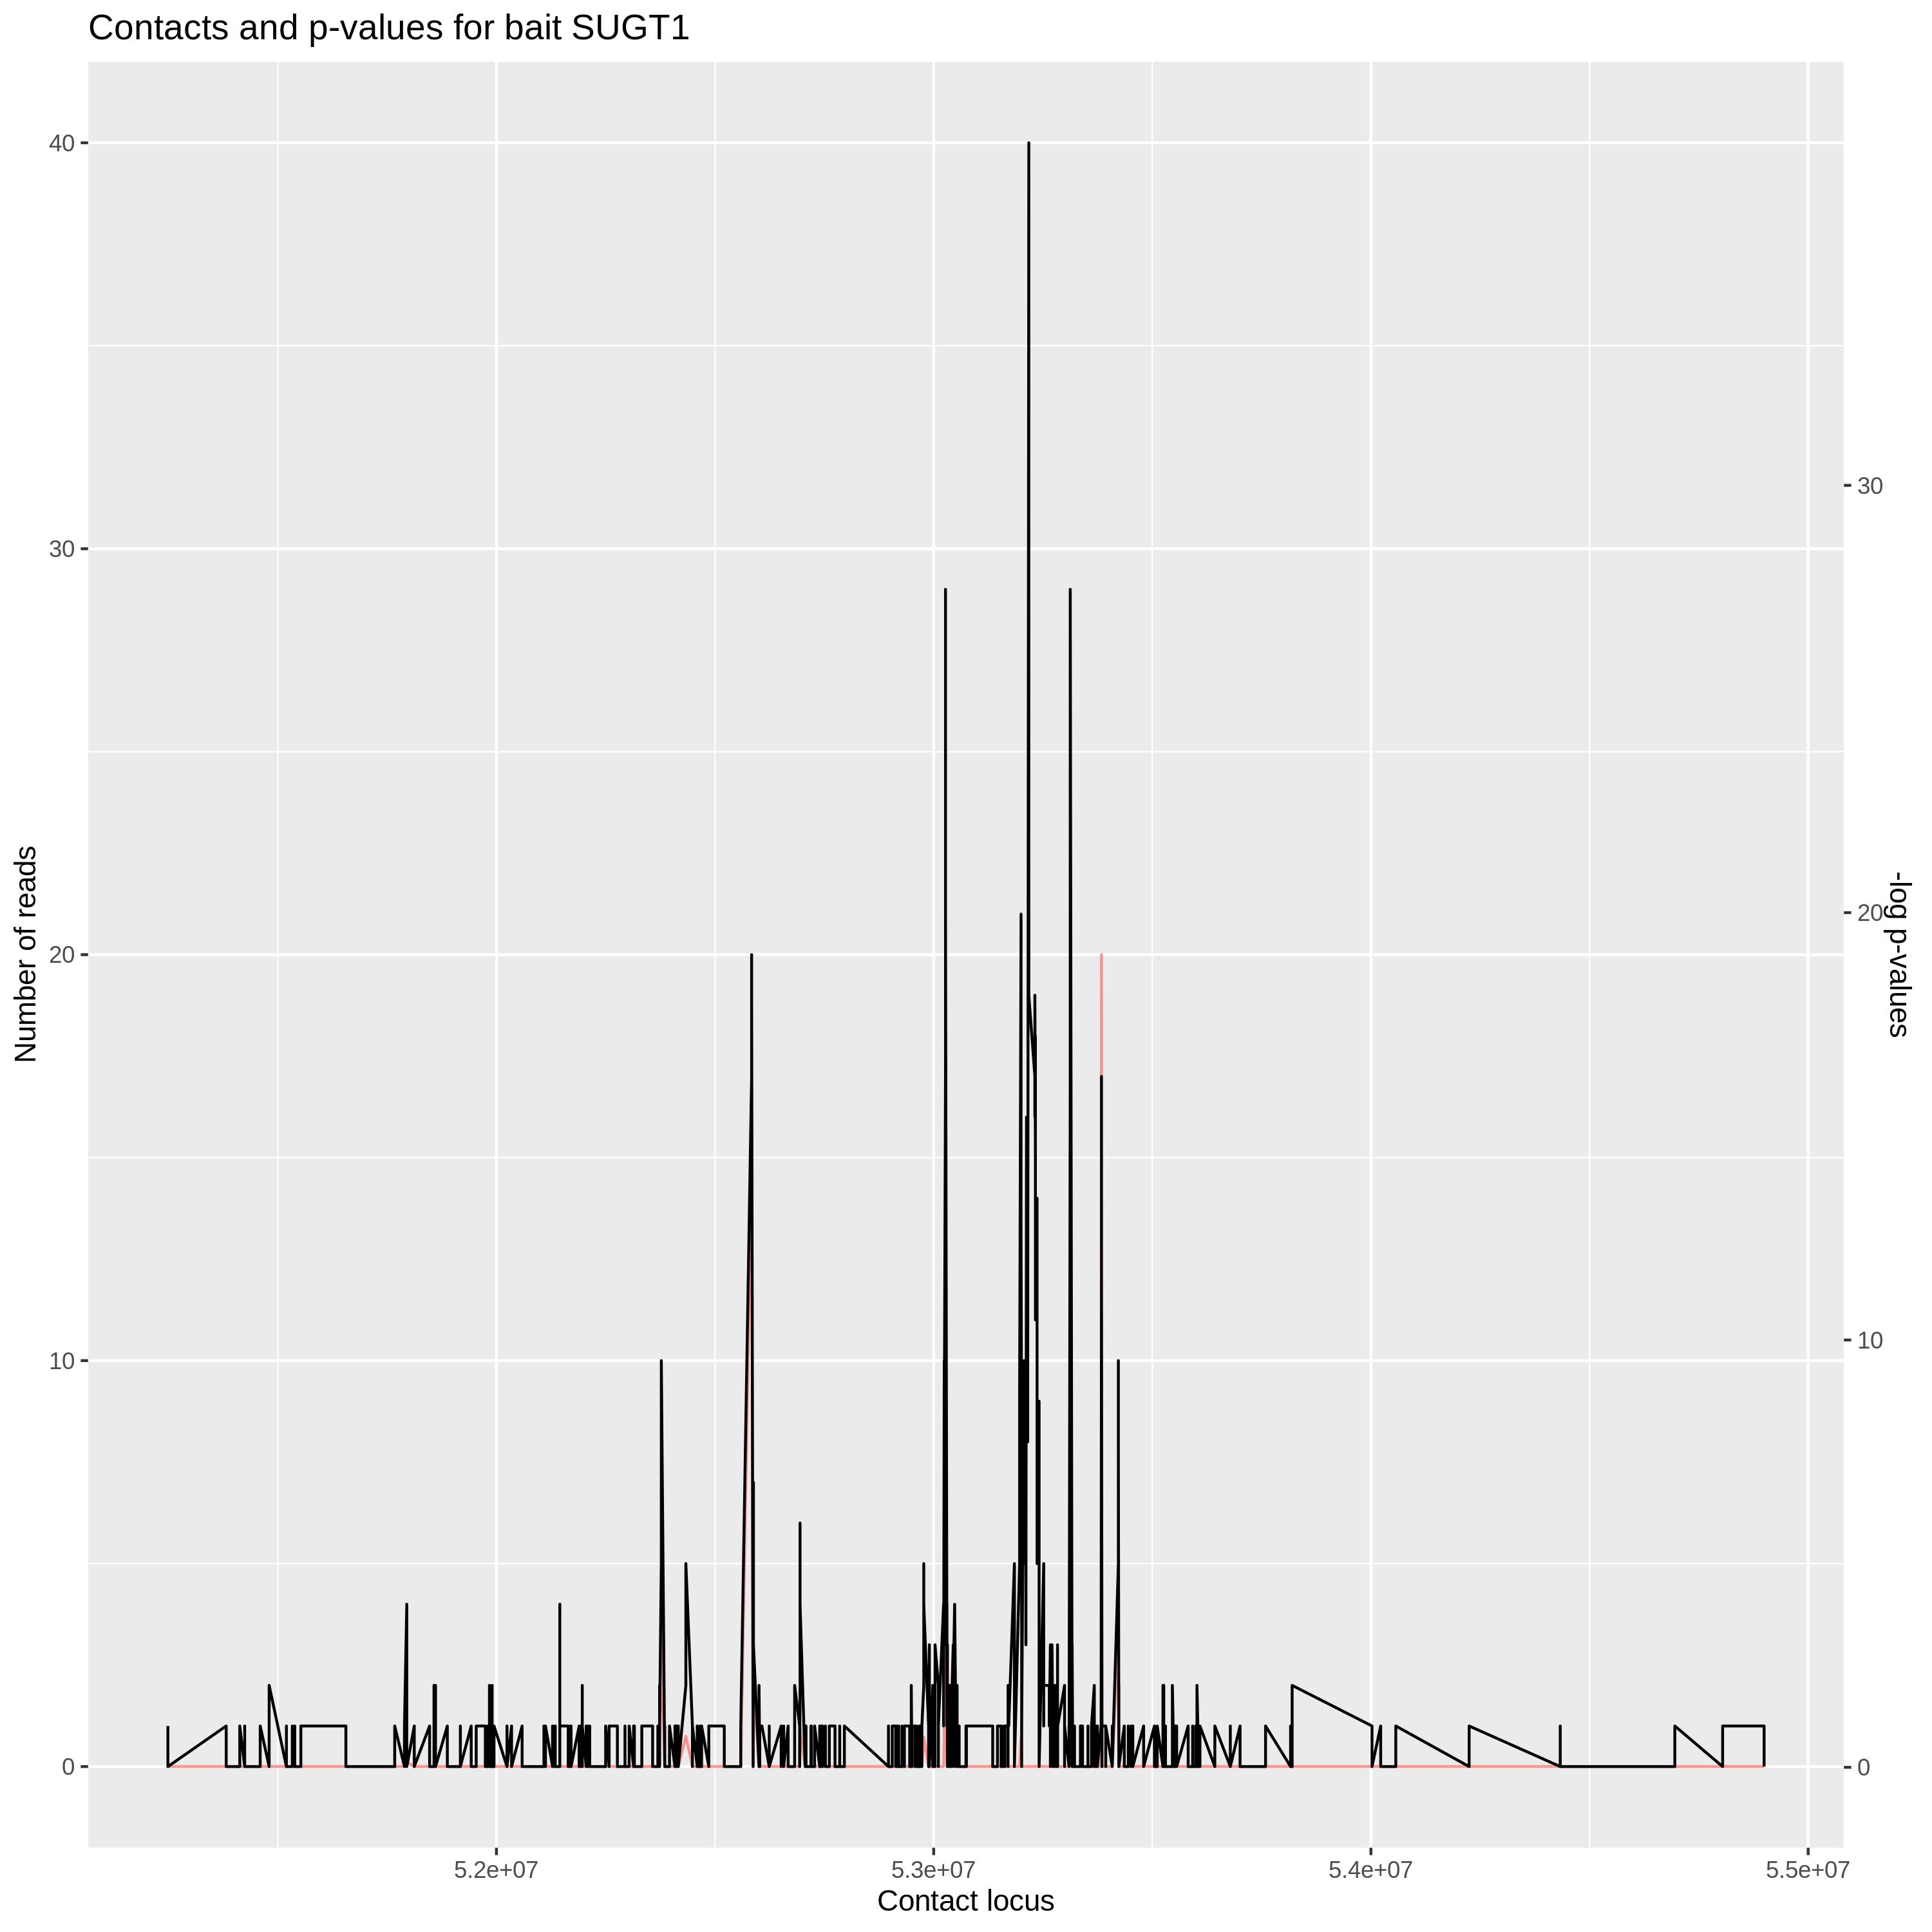 Contacts and p-values for bait SUGT1
40
30
20
10
0
Number of reads
30
20
10
0
-log p-values
5.2e+07
5.3e+07
5.4e+07
5.5e+07
Contact locus